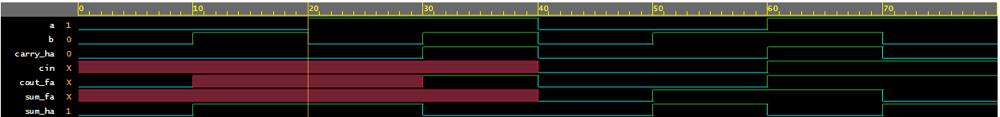 0 10 20 30 40 50 60 70
a 1
b 0
carry_ha 0
cin X
cout_fa X
sum_fa X
sum_ha 1